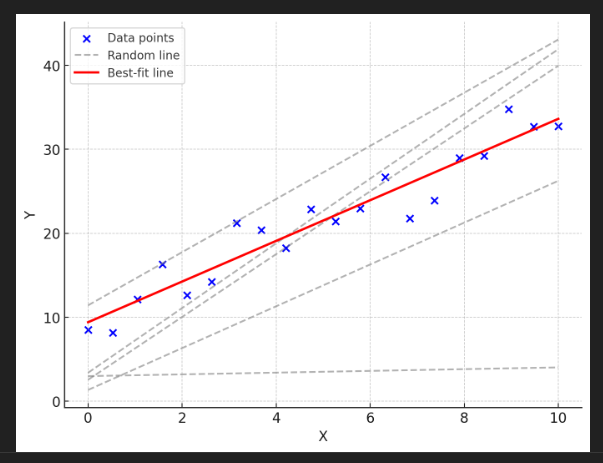 Data points
Random line
Best-fit line
40
30
20
10
0
Y
0 2 4 6 8 10
X